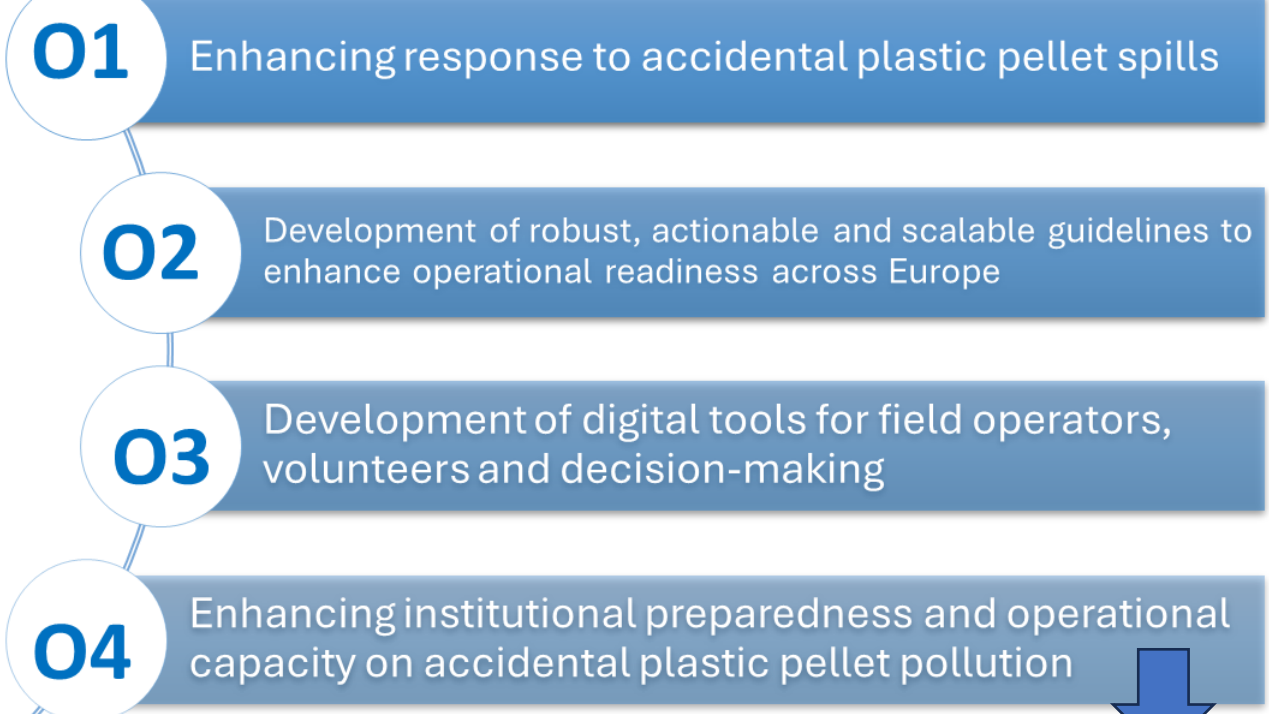 O1
Enhancing response to accidental plastic pellet spills
O2
Development of robust, actionable and scalable guidelines to
enhance operational readiness across Europe
O3
Development of digital tools for field operators,
volunteers and decision-making
O4
Enhancing institutional preparedness and operational
capacity on accidental plastic pellet pollution